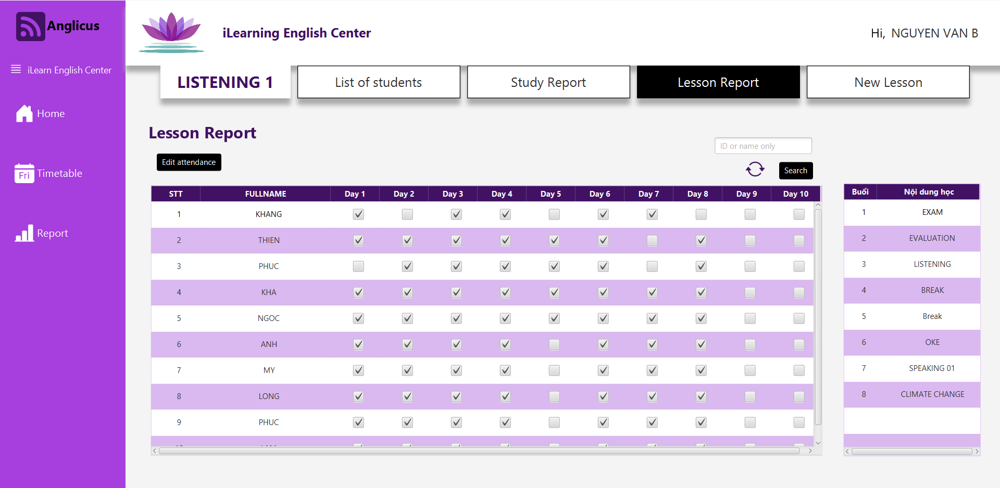 Anglicus
iLearning English Center
Hi, NGUYEN VAN B
iLearn English Center
LISTENING 1
List of students
Study Report
Lesson Report
New Lesson
Home
Fri Timetable
Report
Lesson Report
ID or name only
Edit attendance
Search
STT FULLNAME Day 1 Day 2 Day 3 Day 4 Day 5 Day 6 Day 7 Day 8 Day 9 Day 10
1 KHANG
2 THIEN
3 PHUC
4 KHA
5 NGOC
6 ANH
7 MY
8 LONG
9 PHUC
Buổi Nội dung học
1 EXAM
2 EVALUATION
3 LISTENING
4 BREAK
5 Break
6 OKE
7 SPEAKING 01
8 CLIMATE CHANGE